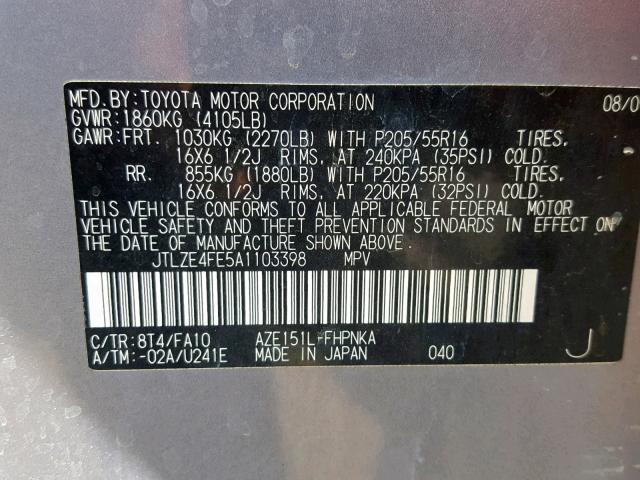 MFD.BY:TOYOTA MOTOR CORPORATION 08/0
GVWR:1860KG (4105LB)
GAWR:FRT. 1030KG (2270LB) WITH P205/55R16 TIRES,
16X6 1/2J RIMS, AT 240KPA (35PSI) COLD.
RR. 855KG (1880LB) WITH P205/55R16 TIRES,
16X6 1/2J RIMS, AT 220KPA (32PSI) COLD.
THIS VEHICLE CONFORMS TO ALL APPLICABLE FEDERAL MOTOR
VEHICLE SAFETY AND THEFT PREVENTION STANDARDS IN EFFECT ON
THE DATE OF MANUFACTURE SHOWN ABOVE.
JTLZE4FE5A1103398 MPV
C/TR:8T4/FA10 AZE151L-FHPNKA
A/TM:-02A/U241E MADE IN JAPAN 040 J